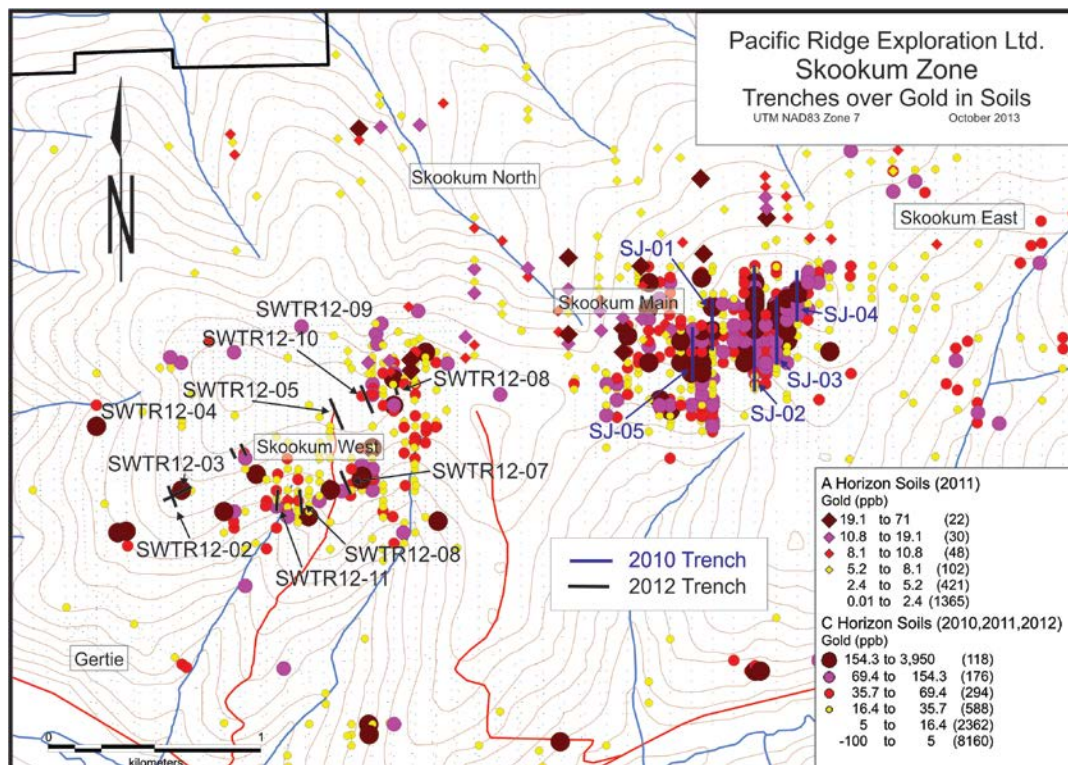 Pacific Ridge Exploration Ltd.
Skookum Zone
Trenches over Gold in Soils
UTM NAD83 Zone 7 October 2013
N
Skookum North
Skookum East
SJ-01
Skookum Main
SJ-04
SJ-03
SJ-02
SJ-05
SWTR12-09
SWTR12-10
SWTR12-05
SWTR12-08
SWTR12-04
Skookum West
SWTR12-03
SWTR12-07
SWTR12-02
SWTR12-08
SWTR12-11
Gertie
2010 Trench
2012 Trench
A Horizon Soils (2011)
Gold (ppb)
19.1 to 71 (22)
10.8 to 19.1 (30)
8.1 to 10.8 (48)
5.2 to 8.1 (102)
2.4 to 5.2 (421)
0.01 to 2.4 (1365)
C Horizon Soils (2010,2011,2012)
Gold (ppb)
154.3 to 3,950 (118)
69.4 to 154.3 (176)
35.7 to 69.4 (294)
16.4 to 35.7 (588)
5 to 16.4 (2362)
-100 to 5 (8160)
0 1
kilometers